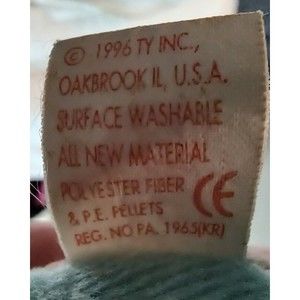 © 1996 TY INC.,
OAKBROOK IL, U.S.A.
SURFACE WASHABLE
ALL NEW MATERIAL
POLYESTER FIBER
& P.E. PELLETS CE
REG. NO PA. 1965(KR)